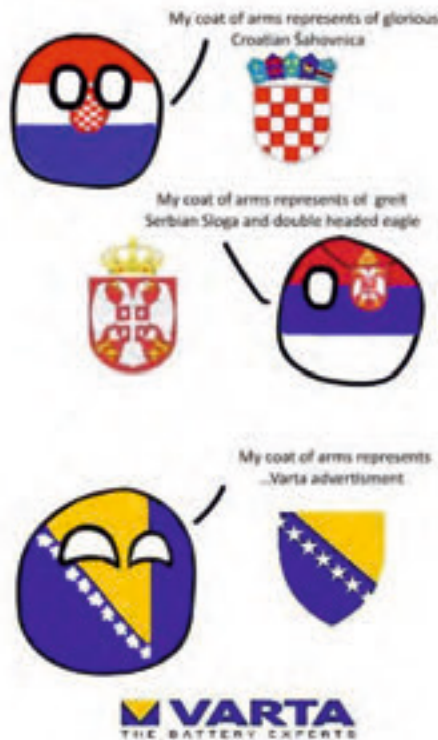 My coat of arms represents of glorious
Croatian Šahovnica
My coat of arms represents of greit
Serbian Sloga and double headed eagle
My coat of arms represents
...Varta advertisment
VARTA
THE BATTERY EXPERTS